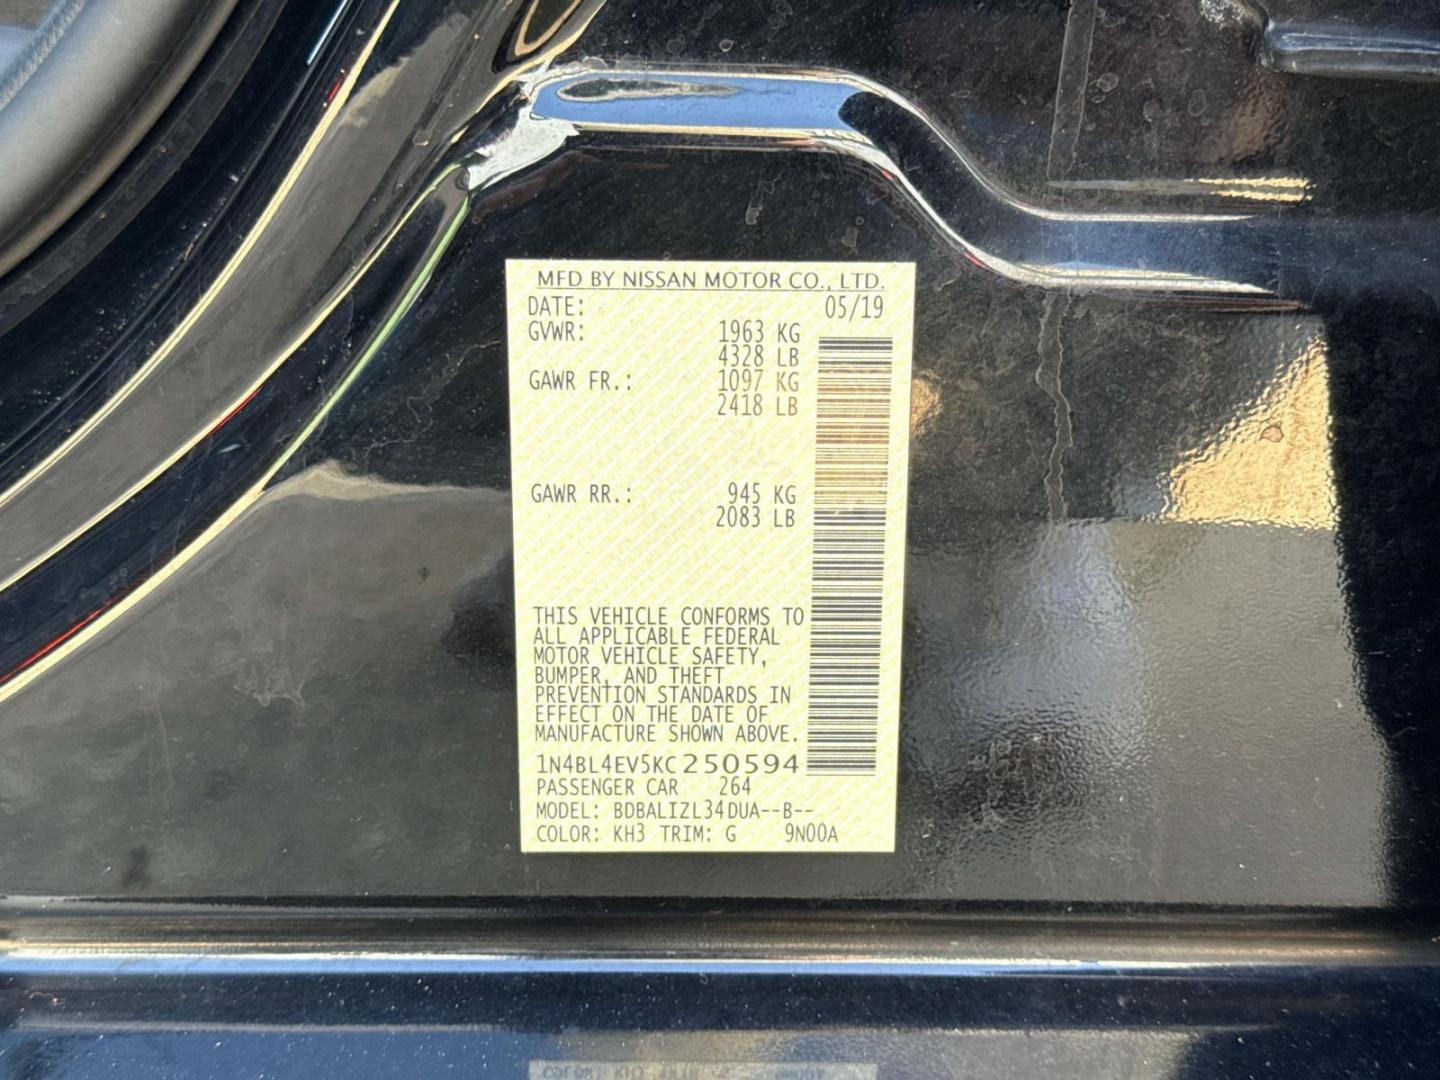 MFD BY NISSAN MOTOR CO., LTD.
DATE: 05/19
GVWR: 1963 KG
4328 LB
GAWR FR.: 1097 KG
2418 LB
GAWR RR.: 945 KG
2083 LB
THIS VEHICLE CONFORMS TO
ALL APPLICABLE FEDERAL
MOTOR VEHICLE SAFETY,
BUMPER, AND THEFT
PREVENTION STANDARDS IN
EFFECT ON THE DATE OF
MANUFACTURE SHOWN ABOVE.
1N4BL4EV5KC250594
PASSENGER CAR 264
MODEL: BDBALIZL34DUA--B--
COLOR: KH3 TRIM: G 9N00A